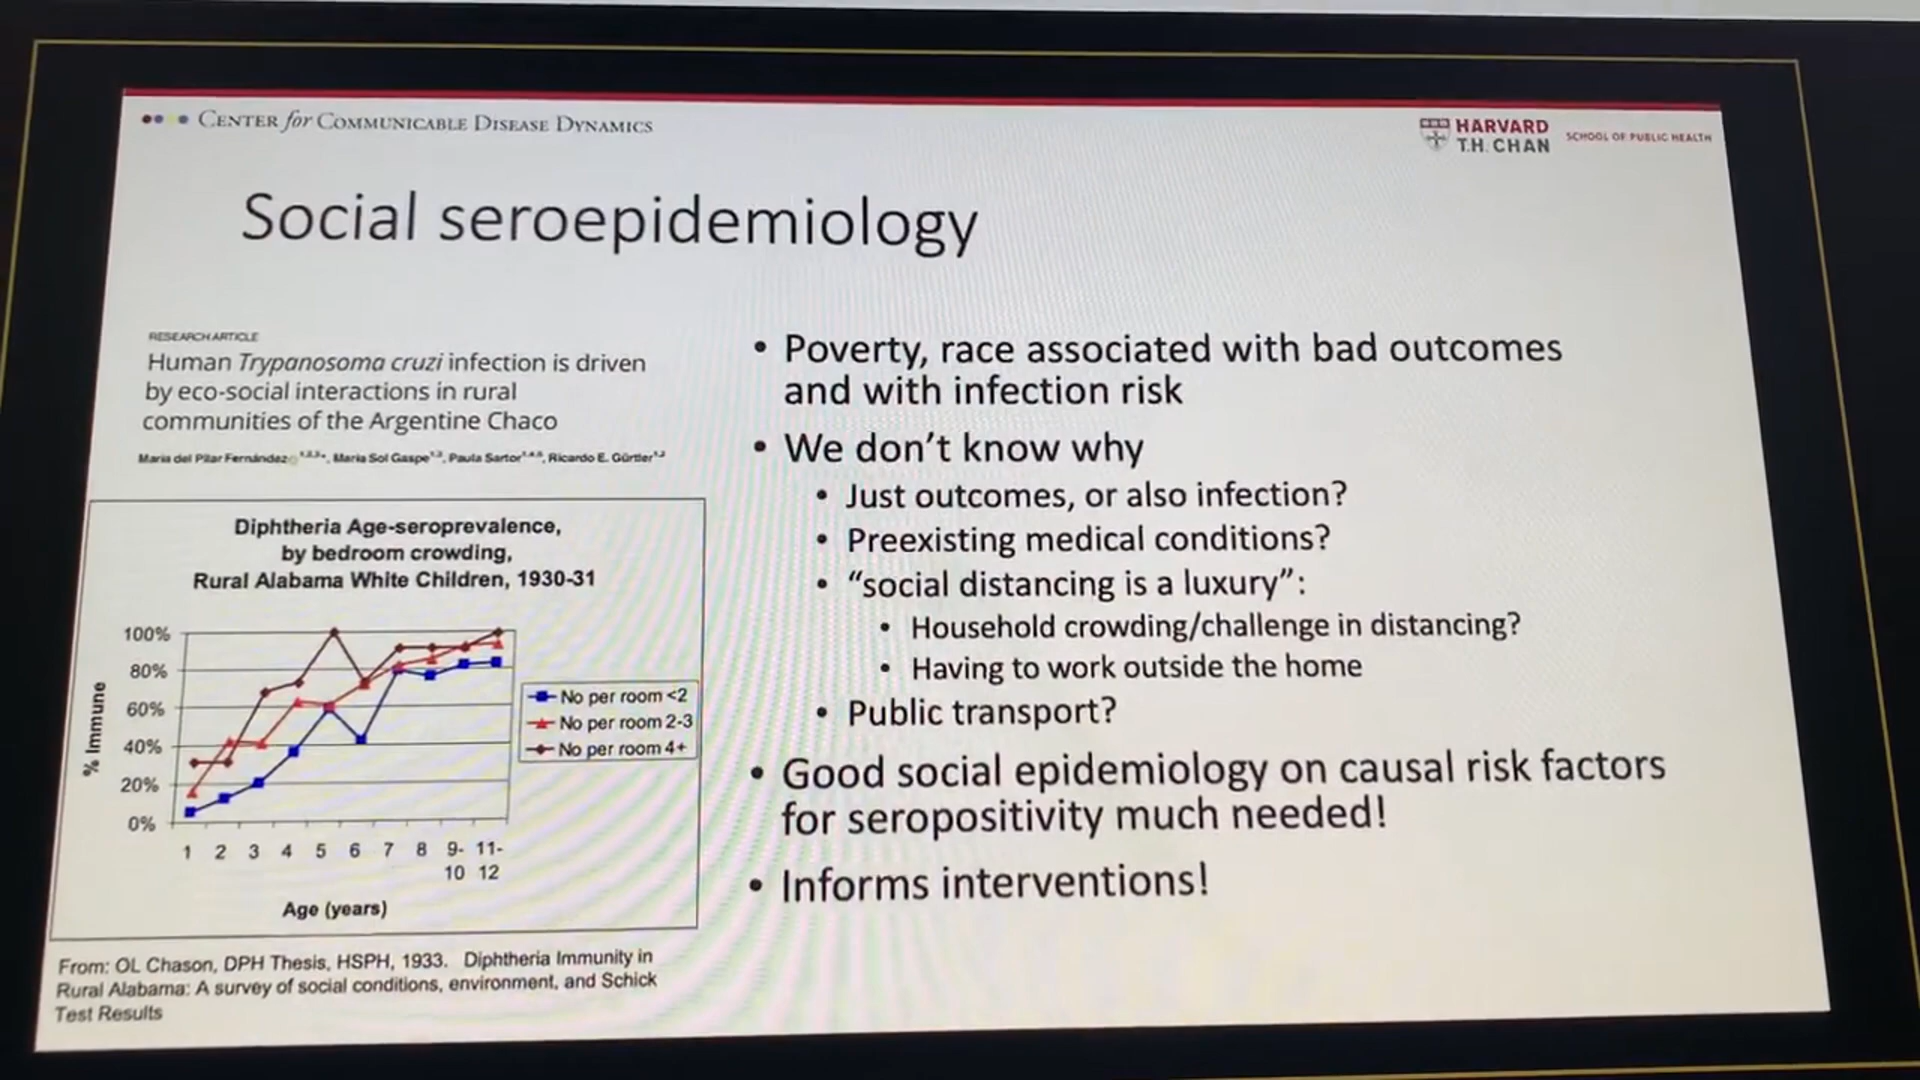 CENTER for COMMUNICABLE DISEASE DYNAMICS
HARVARD
T.H. CHAN
SCHOOL OF PUBLIC HEALTH
Social seroepidemiology
RESEARCH ARTICLE
Human Trypanosoma cruzi infection is driven
by eco-social interactions in rural
communities of the Argentine Chaco
María del Pilar Fernández, María Sol Gaspe, Paula Sartor, Ricardo E. Gürtler
Diphtheria Age-seroprevalence,
by bedroom crowding,
Rural Alabama White Children, 1930-31
100%
80%
60%
40%
20%
0%
% Immune
1 2 3 4 5 6 7 8 9- 11-
10 12
Age (years)
No per room <2
No per room 2-3
No per room 4+
From: OL Chason, DPH Thesis, HSPH, 1933. Diphtheria Immunity in
Rural Alabama: A survey of social conditions, environment, and Schick
Test Results
• Poverty, race associated with bad outcomes
and with infection risk
• We don't know why
• Just outcomes, or also infection?
• Preexisting medical conditions?
• “social distancing is a luxury”:
• Household crowding/challenge in distancing?
• Having to work outside the home
• Public transport?
• Good social epidemiology on causal risk factors
for seropositivity much needed!
• Informs interventions!